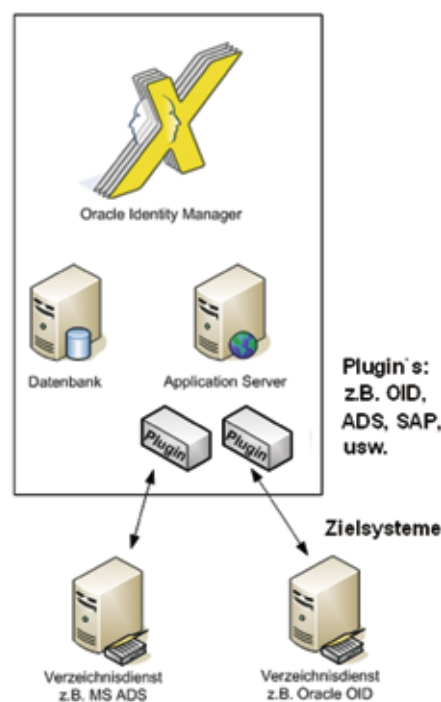 Oracle Identity Manager
Datenbank
Application Server
Plugin`s:
z.B. OID,
ADS, SAP,
usw.
Plugin
Plugin
Zielsysteme
Verzeichnisdienst
z.B. MS ADS
Verzeichnisdienst
z.B. Oracle OID